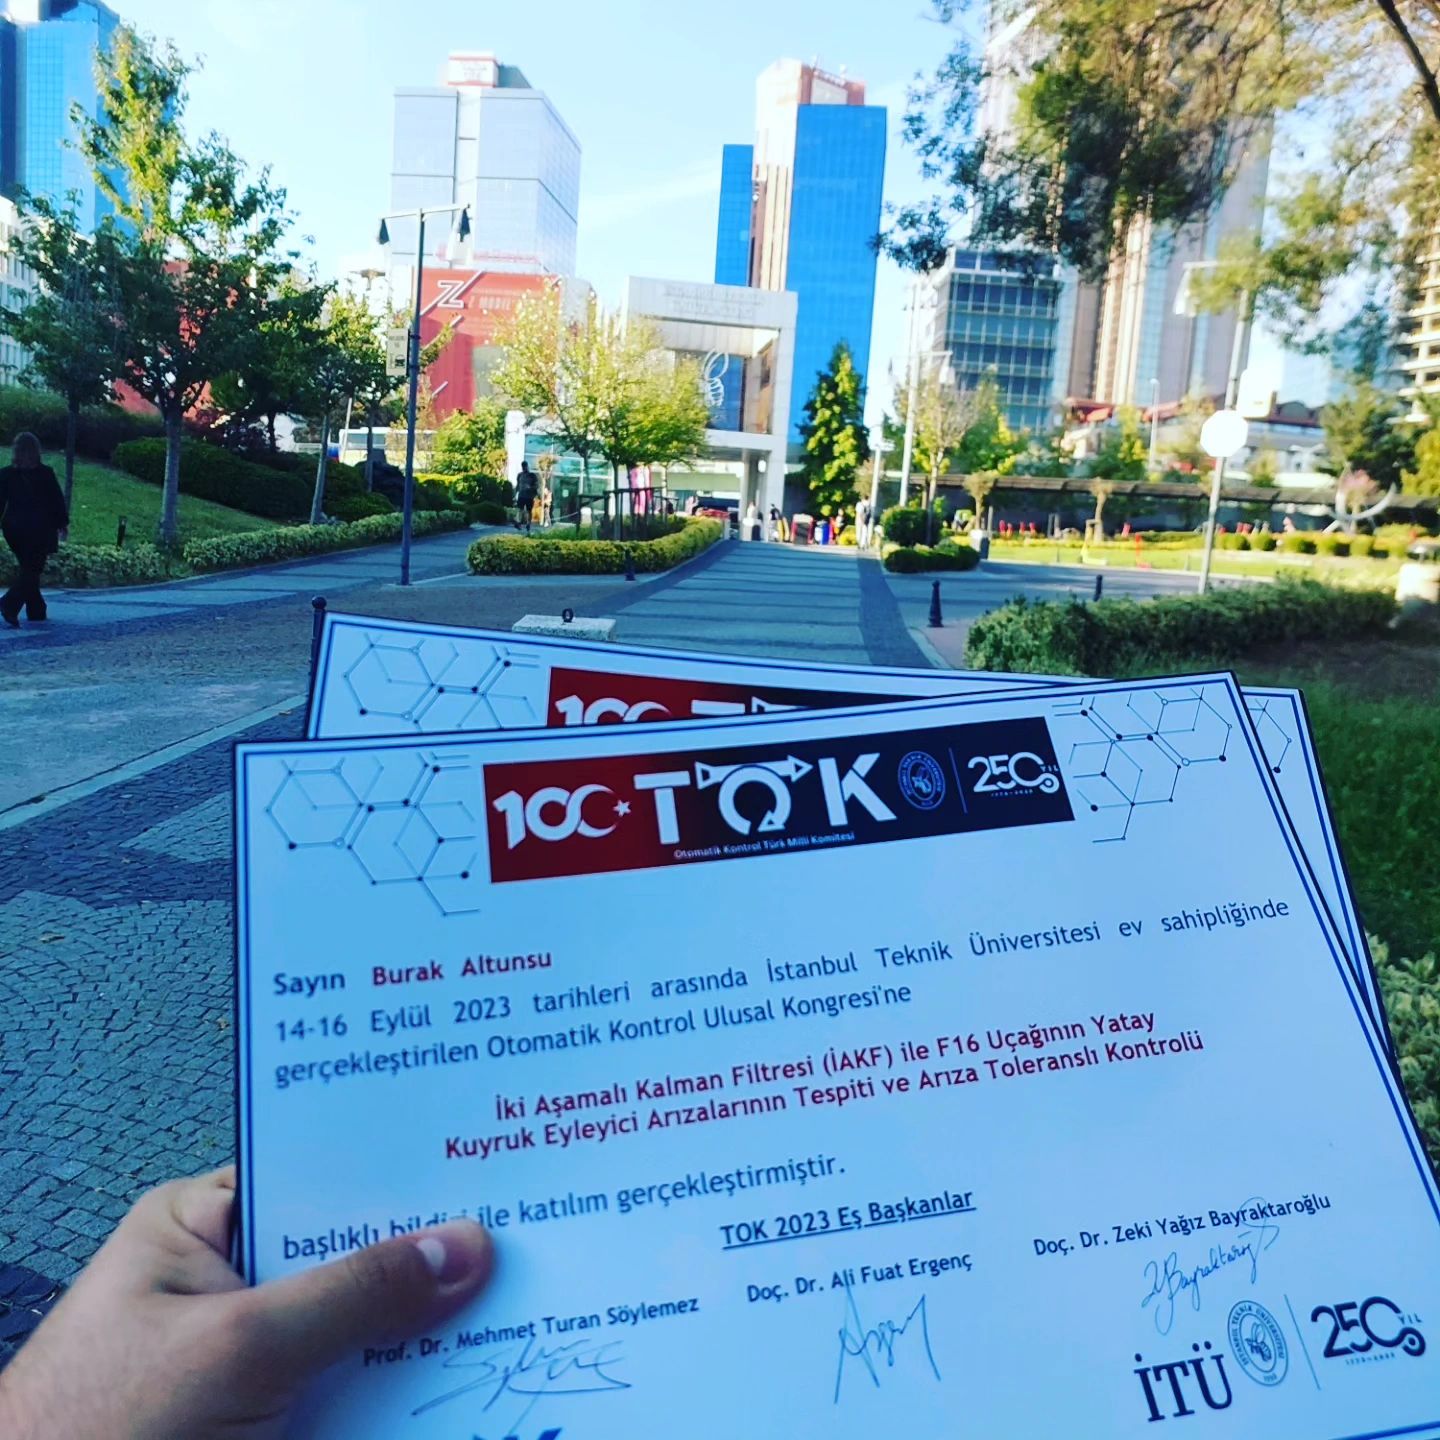 Z
100 T
100 TOK 250 YIL
Otomatik Kontrol Türk Milli Komitesi
Sayın Burak Altunsu
14-16 Eylül 2023 tarihleri arasında İstanbul Teknik Üniversitesi ev sahipliğinde
gerçekleştirilen Otomatik Kontrol Ulusal Kongresi'ne
İki Aşamalı Kalman Filtresi (İAKF) ile F16 Uçağının Yatay
Kuyruk Eyleyici Arızalarının Tespiti ve Arıza Toleranslı Kontrolü
başlıklı bildiri ile katılım gerçekleştirmiştir.
TOK 2023 Eş Başkanlar
Prof. Dr. Mehmet Turan Söylemez
Doç. Dr. Ali Fuat Ergenç
Doç. Dr. Zeki Yağız Bayraktaroğlu
İTÜ 250 YIL